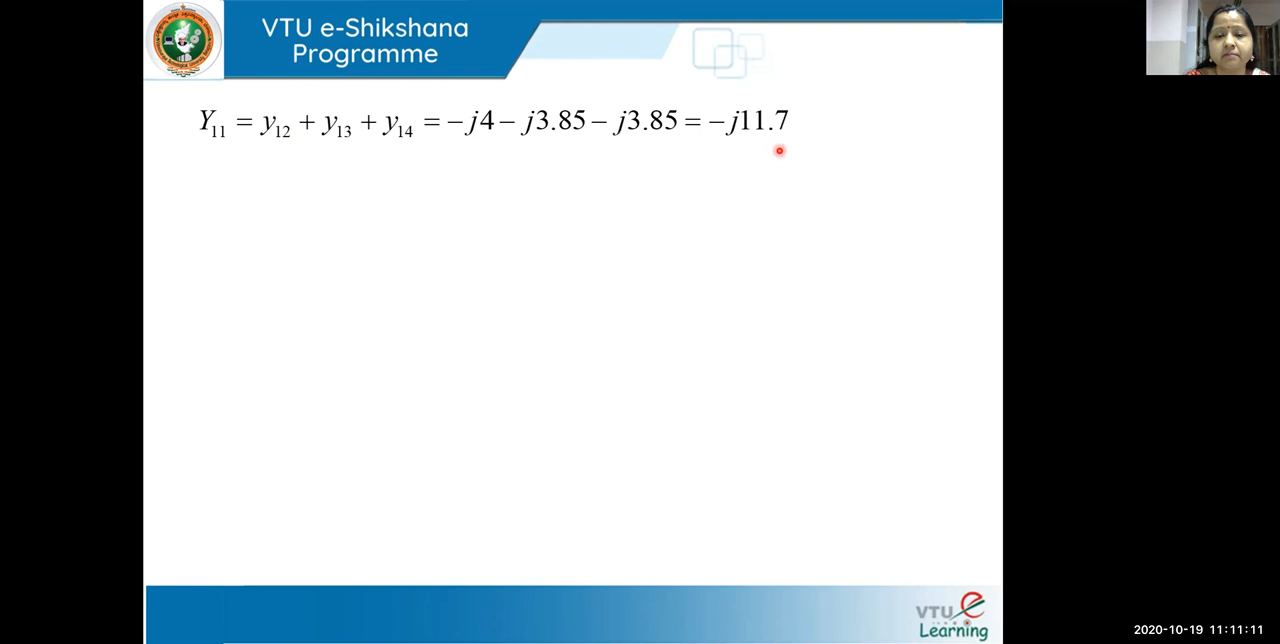 VTU e-Shikshana
Programme
Y₁₁ = y₁₂ + y₁₃ + y₁₄ = −j4 − j3.85 − j3.85 = −j11.7
VTU e
Learning
2020-10-19 11:11:11